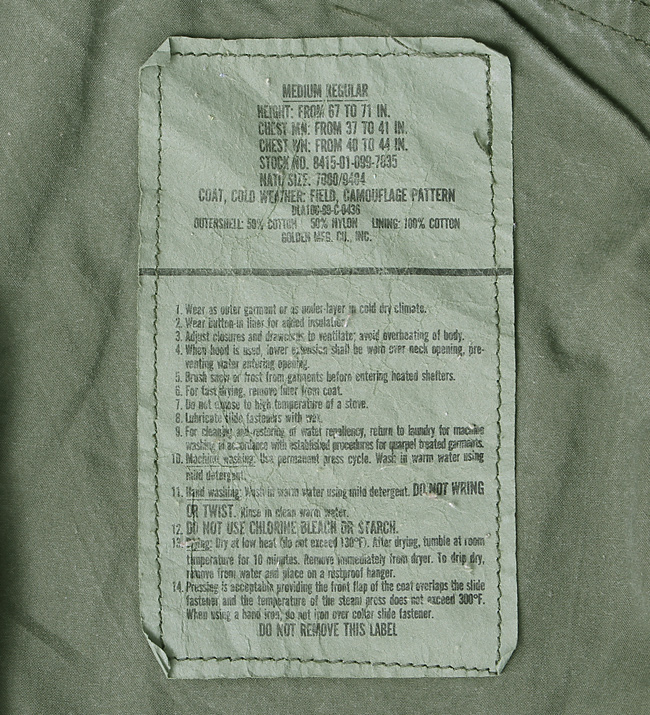 MEDIUM REGULAR
HEIGHT: FROM 67 TO 71 IN.
CHEST MN: FROM 37 TO 41 IN.
CHEST WN: FROM 40 TO 44 IN.
STOCK NO. 8415-01-099-7835
NATO SIZE: 7080/9404
COAT, COLD WEATHER: FIELD, CAMOUFLAGE PATTERN
DLA100-89-C-0436
OUTERSHELL: 50% COTTON 50% NYLON LINING: 100% COTTON
GOLDEN MFG. CO., INC.
1. Wear as outer garment or as under-layer in cold dry climate.
2. Wear button-in liner for added insulation.
3. Adjust closures and drawcords to ventilate; avoid overheating of body.
4. When hood is used, lower extension shall be worn over neck opening, pre-
venting water entering opening.
5. Brush snow or frost from garments before entering heated shelters.
6. For fast drying, remove liner from coat.
7. Do not expose to high temperature of a stove.
8. Lubricate slide fasteners with wax.
9. For cleaning and restoring of water repellency, return to laundry for machine
washing in accordance with established procedures for quarpel treated garments.
10. Machine washing: Use permanent press cycle. Wash in warm water using
mild detergent.
11. Hand washing: Wash in warm water using mild detergent. DO NOT WRING
OR TWIST. Rinse in clean warm water.
12. DO NOT USE CHLORINE BLEACH OR STARCH.
13. Drying: Dry at low heat (do not exceed 130°F). After drying, tumble at room
temperature for 10 minutes. Remove immediately from dryer. To drip dry,
remove from water and place on a rustproof hanger.
14. Pressing is acceptable providing the front flap of the coat overlaps the slide
fastener and the temperature of the steam press does not exceed 300°F.
When using a hand iron, do not iron over collar slide fastener.
DO NOT REMOVE THIS LABEL